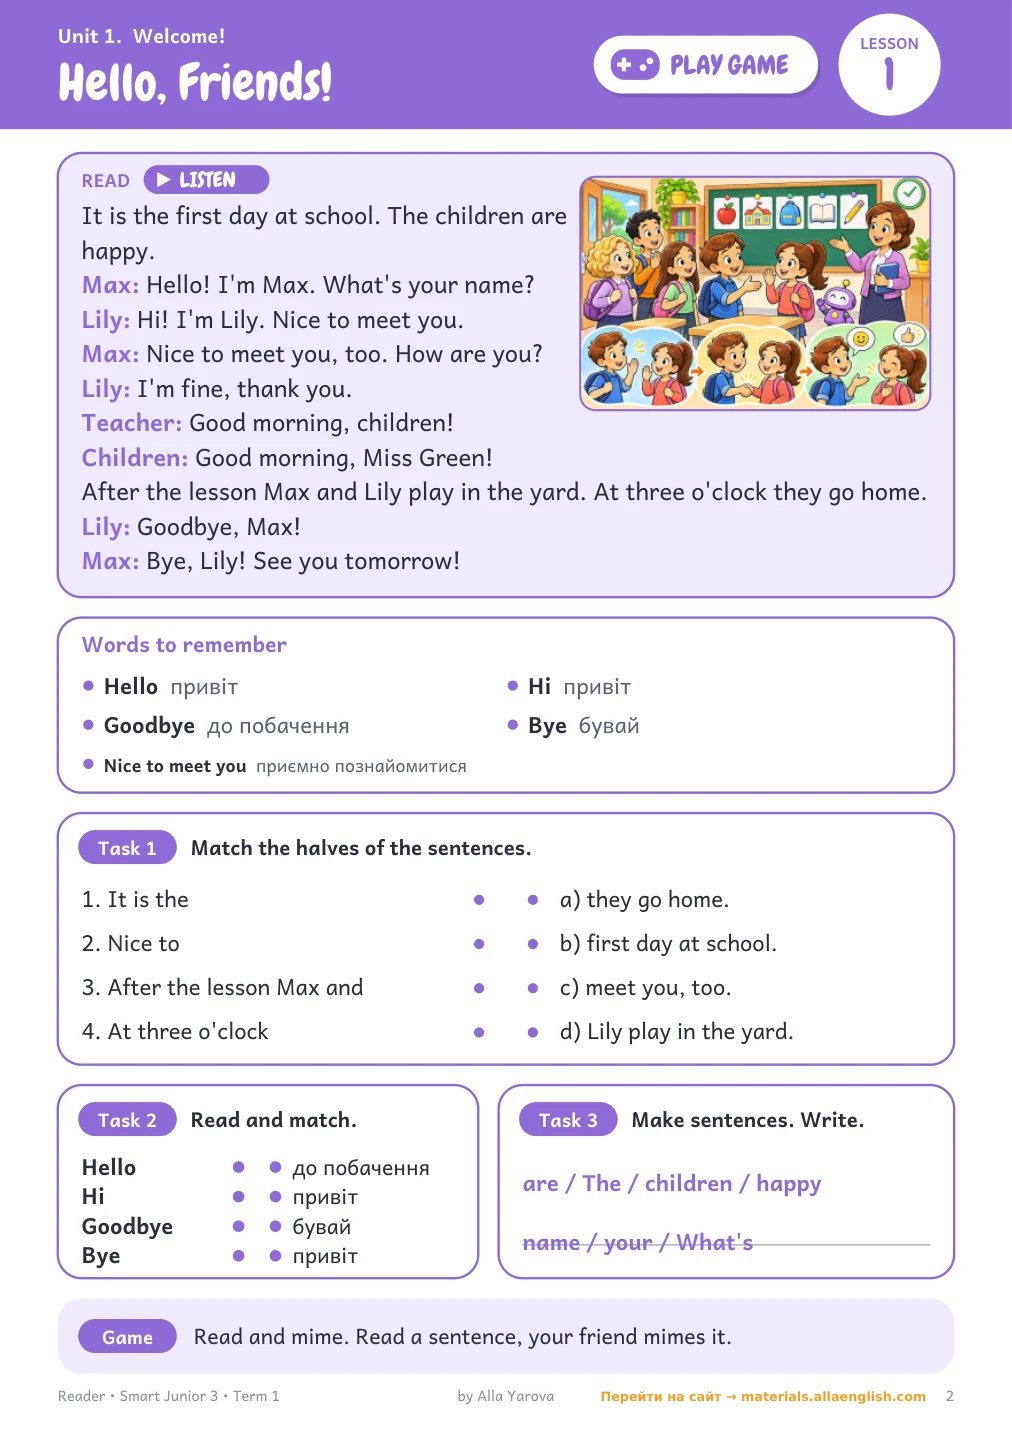 Unit 1. Welcome!
Hello, Friends!
PLAY GAME
LESSON
1
READ
LISTEN
It is the first day at school. The children are
happy.
Max: Hello! I'm Max. What's your name?
Lily: Hi! I'm Lily. Nice to meet you.
Max: Nice to meet you, too. How are you?
Lily: I'm fine, thank you.
Teacher: Good morning, children!
Children: Good morning, Miss Green!
After the lesson Max and Lily play in the yard. At three o'clock they go home.
Lily: Goodbye, Max!
Max: Bye, Lily! See you tomorrow!
Words to remember
Hello привіт
Hi привіт
Goodbye до побачення
Bye бувай
Nice to meet you приємно познайомитися
Task 1 Match the halves of the sentences.
1. It is the
a) they go home.
2. Nice to
b) first day at school.
3. After the lesson Max and
c) meet you, too.
4. At three o'clock
d) Lily play in the yard.
Task 2 Read and match.
Hello
до побачення
Hi
привіт
Goodbye
бувай
Bye
привіт
Task 3 Make sentences. Write.
are / The / children / happy
name / your / What's
Game Read and mime. Read a sentence, your friend mimes it.
Reader • Smart Junior 3 • Term 1
by Alla Yarova
Перейти на сайт → materials.allaenglish.com
2